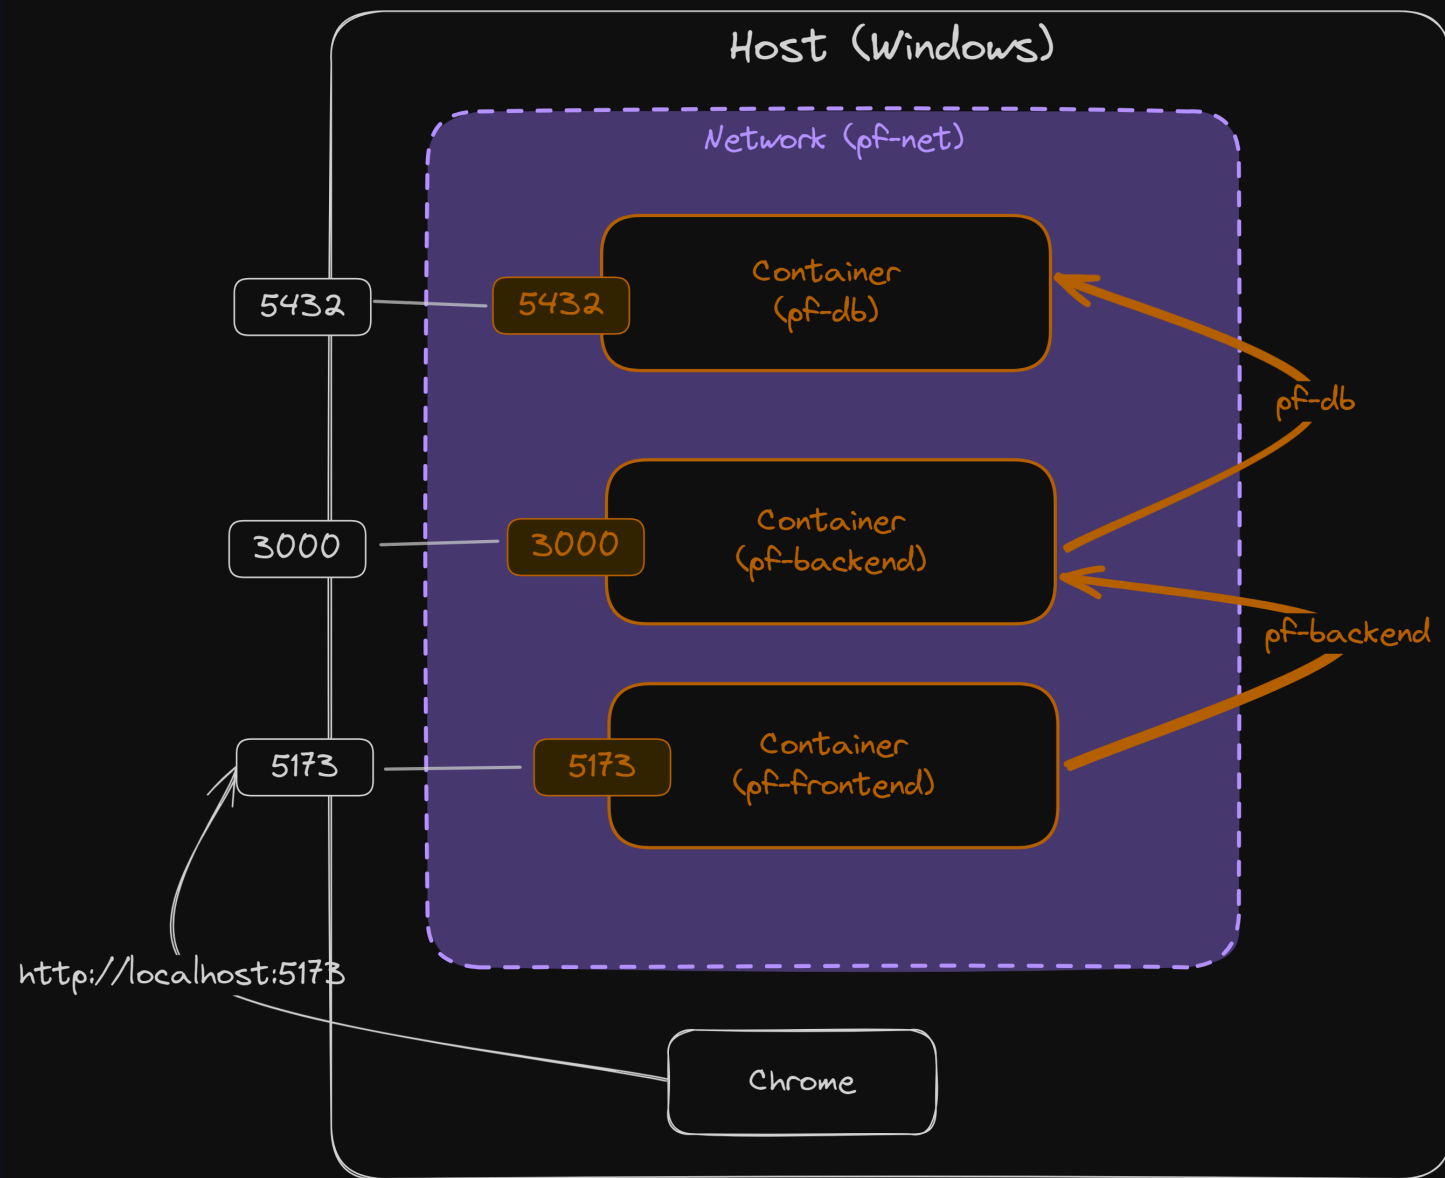 Host (Windows)
Network (pf-net)
5432
5432
Container
(pf-db)
pf-db
3000
3000
Container
(pf-backend)
pf-backend
5173
5173
Container
(pf-frontend)
http://localhost:5173
Chrome